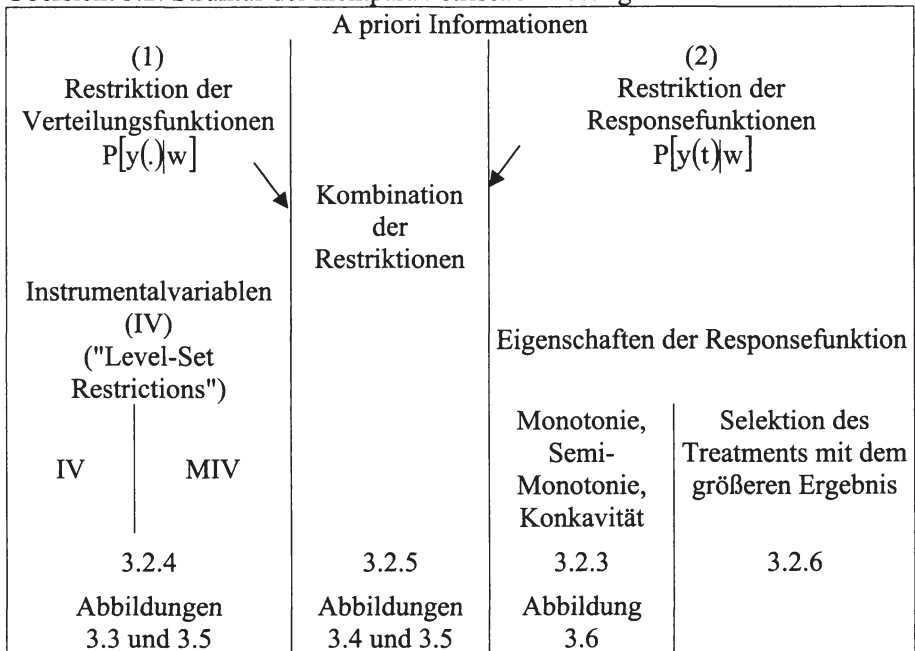 A priori Informationen
(1)
Restriktion der
Verteilungsfunktionen
P[y(.)|w]
(2)
Restriktion der
Responsefunktionen
P[y(t)|w]
Kombination
der
Restriktionen
Instrumentalvariablen
(IV)
("Level-Set
Restrictions")
IV
MIV
Eigenschaften der Responsefunktion
Monotonie,
Semi-
Monotonie,
Konkavität
Selektion des
Treatments mit dem
größeren Ergebnis
3.2.4
3.2.5
3.2.3
3.2.6
Abbildungen
3.3 und 3.5
Abbildungen
3.4 und 3.5
Abbildung
3.6